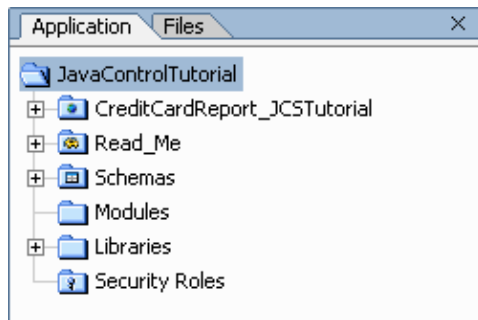 Application Files
JavaControlTutorial
CreditCardReport_JCSTutorial
Read_Me
Schemas
Modules
Libraries
Security Roles